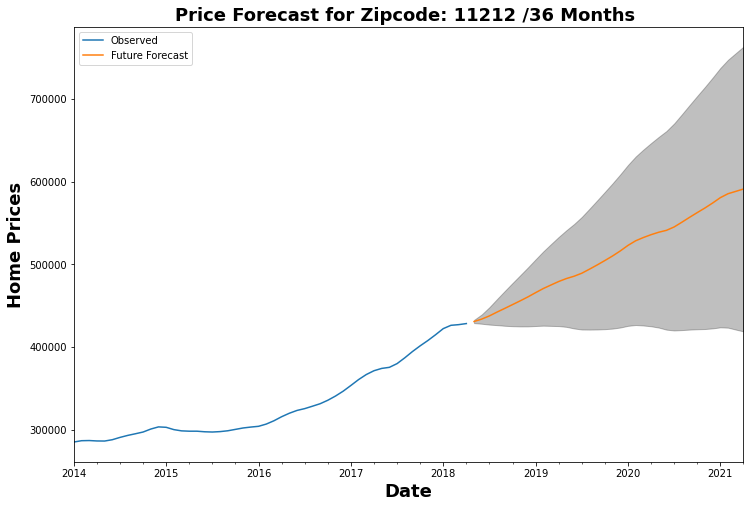 Price Forecast for Zipcode: 11212 /36 Months
Observed
Future Forecast
700000
600000
500000
400000
300000
Home Prices
2014 2015 2016 2017 2018 2019 2020 2021
Date